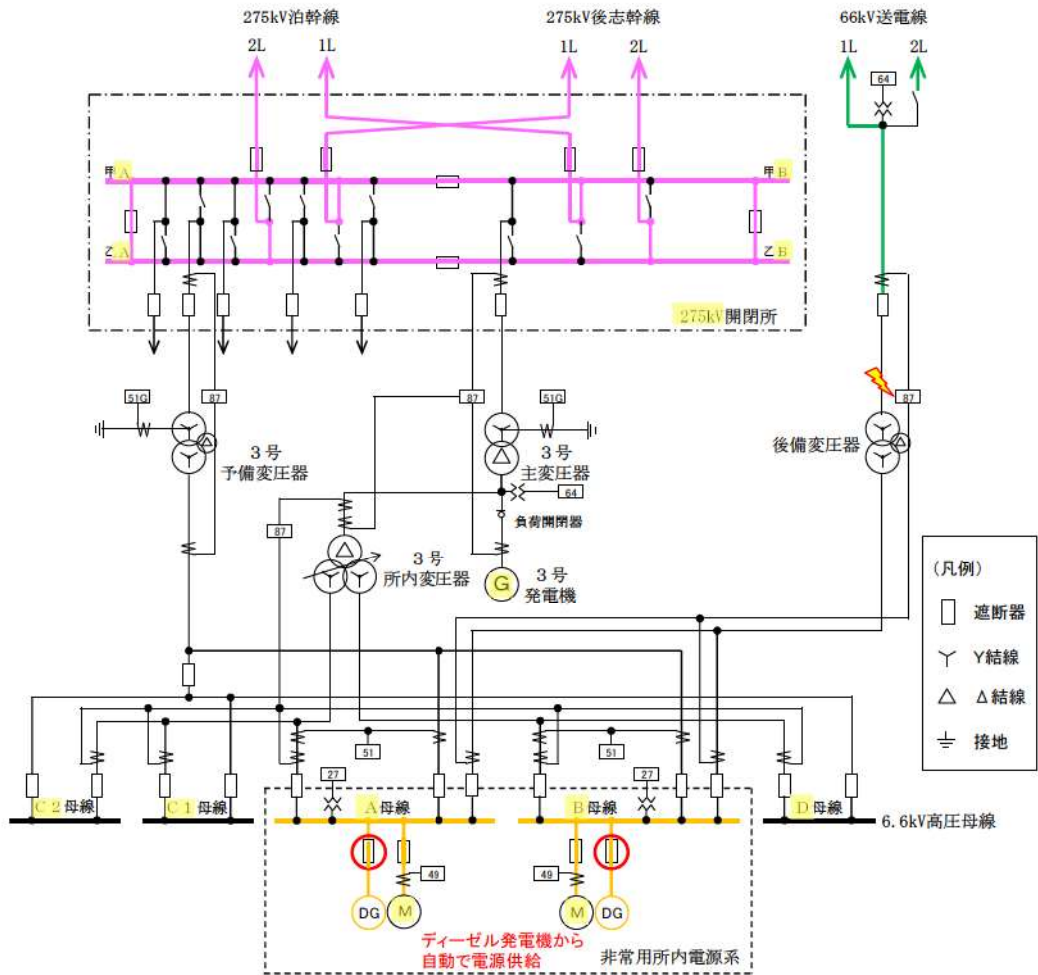 275kV泊幹線
275kV後志幹線
66kV送電線
2L
1L
1L
2L
1L
2L
64
甲 A
甲 B
乙 A
乙 B
275kV開閉所
51G
87
87
51G
87
3号
予備変圧器
3号
主変圧器
後備変圧器
64
負荷開閉器
87
3号
所内変圧器
G
3号
発電機
(凡例)
遮断器
Y結線
Δ結線
接地
51
51
27
27
C2母線
C1母線
A母線
B母線
D母線
6.6kV高圧母線
49
49
DG
M
M
DG
ディーゼル発電機から
自動で電源供給
非常用所内電源系